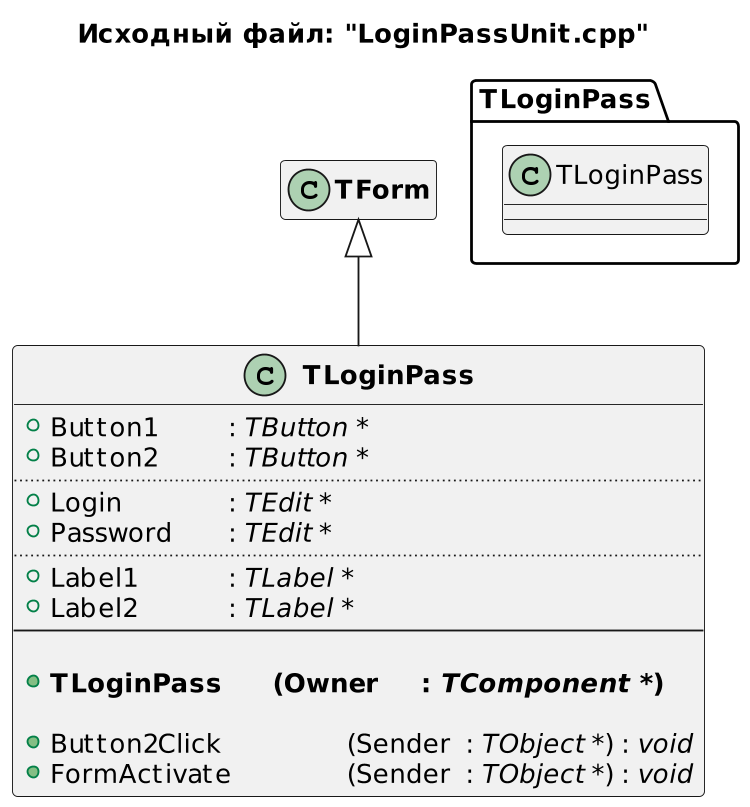 Исходный файл: "LoginPassUnit.cpp"
TLoginPass
C TLoginPass
C TForm
C TLoginPass
Button1 : TButton *
Button2 : TButton *
Login : TEdit *
Password : TEdit *
Label1 : TLabel *
Label2 : TLabel *
TLoginPass (Owner : TComponent *)
Button2Click (Sender : TObject *) : void
FormActivate (Sender : TObject *) : void